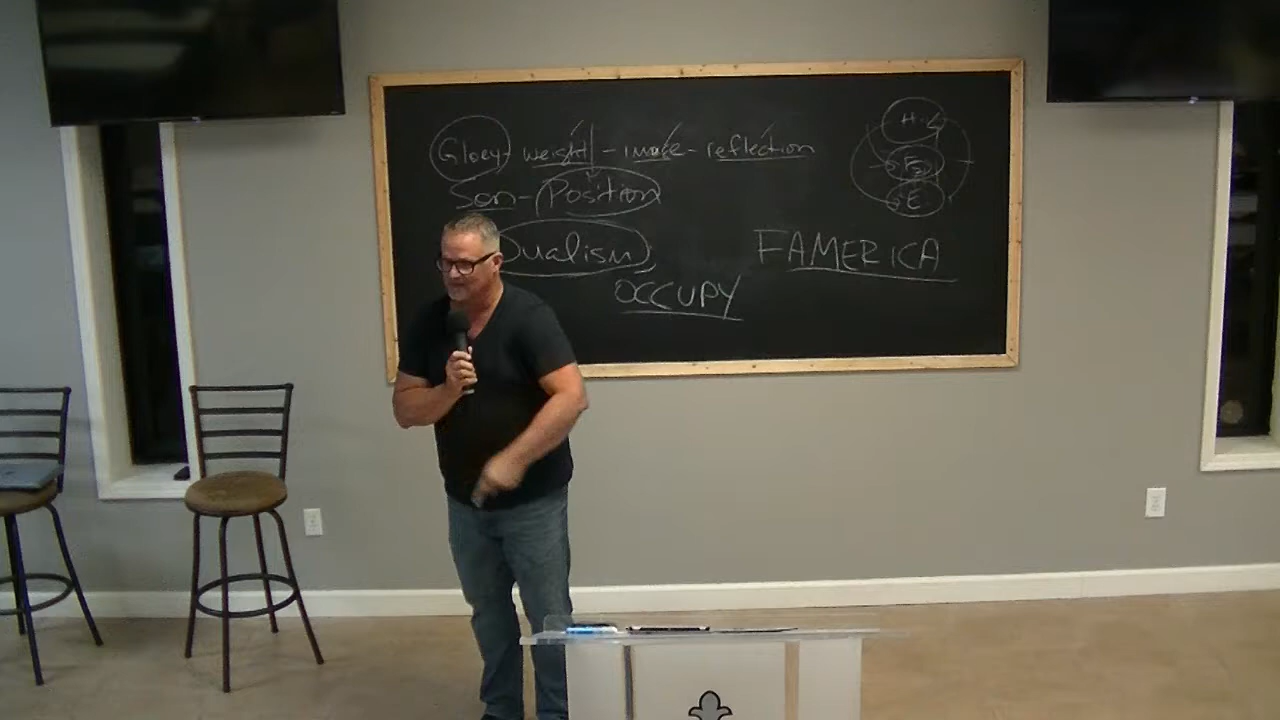 Glory weight - image - reflection
Son - Position
Dualism
OCCUPY
FAMERICA
H.
E.